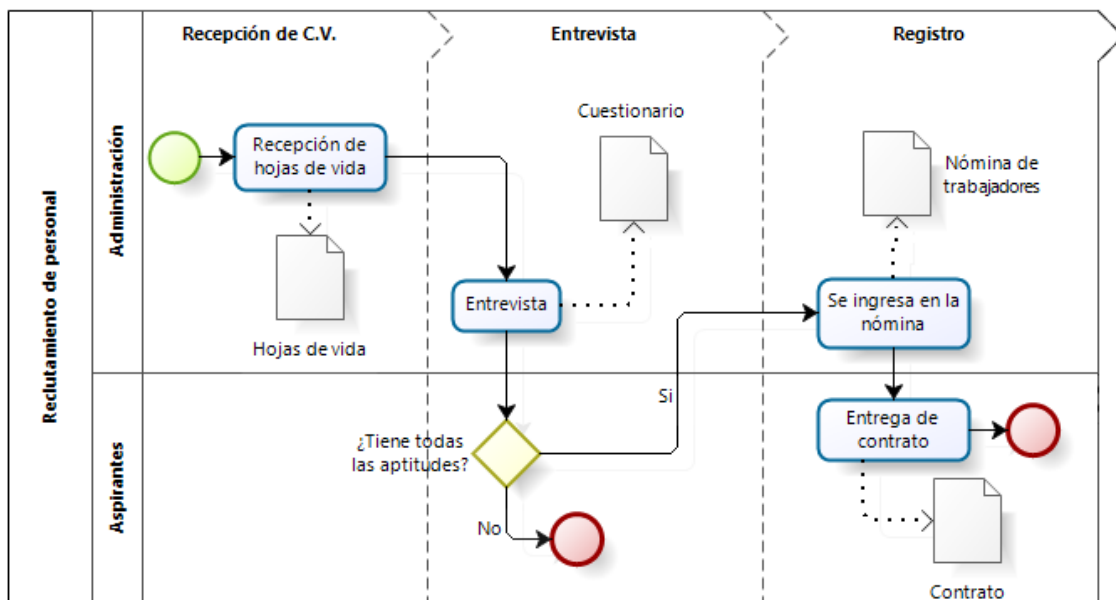 Reclutamiento de personal
Administración
Aspirantes
Recepción de C.V.
Entrevista
Registro
Recepción de
hojas de vida
Hojas de vida
Cuestionario
Entrevista
Nómina de
trabajadores
Se ingresa en la
nómina
¿Tiene todas
las aptitudes?
Si
No
Entrega de
contrato
Contrato